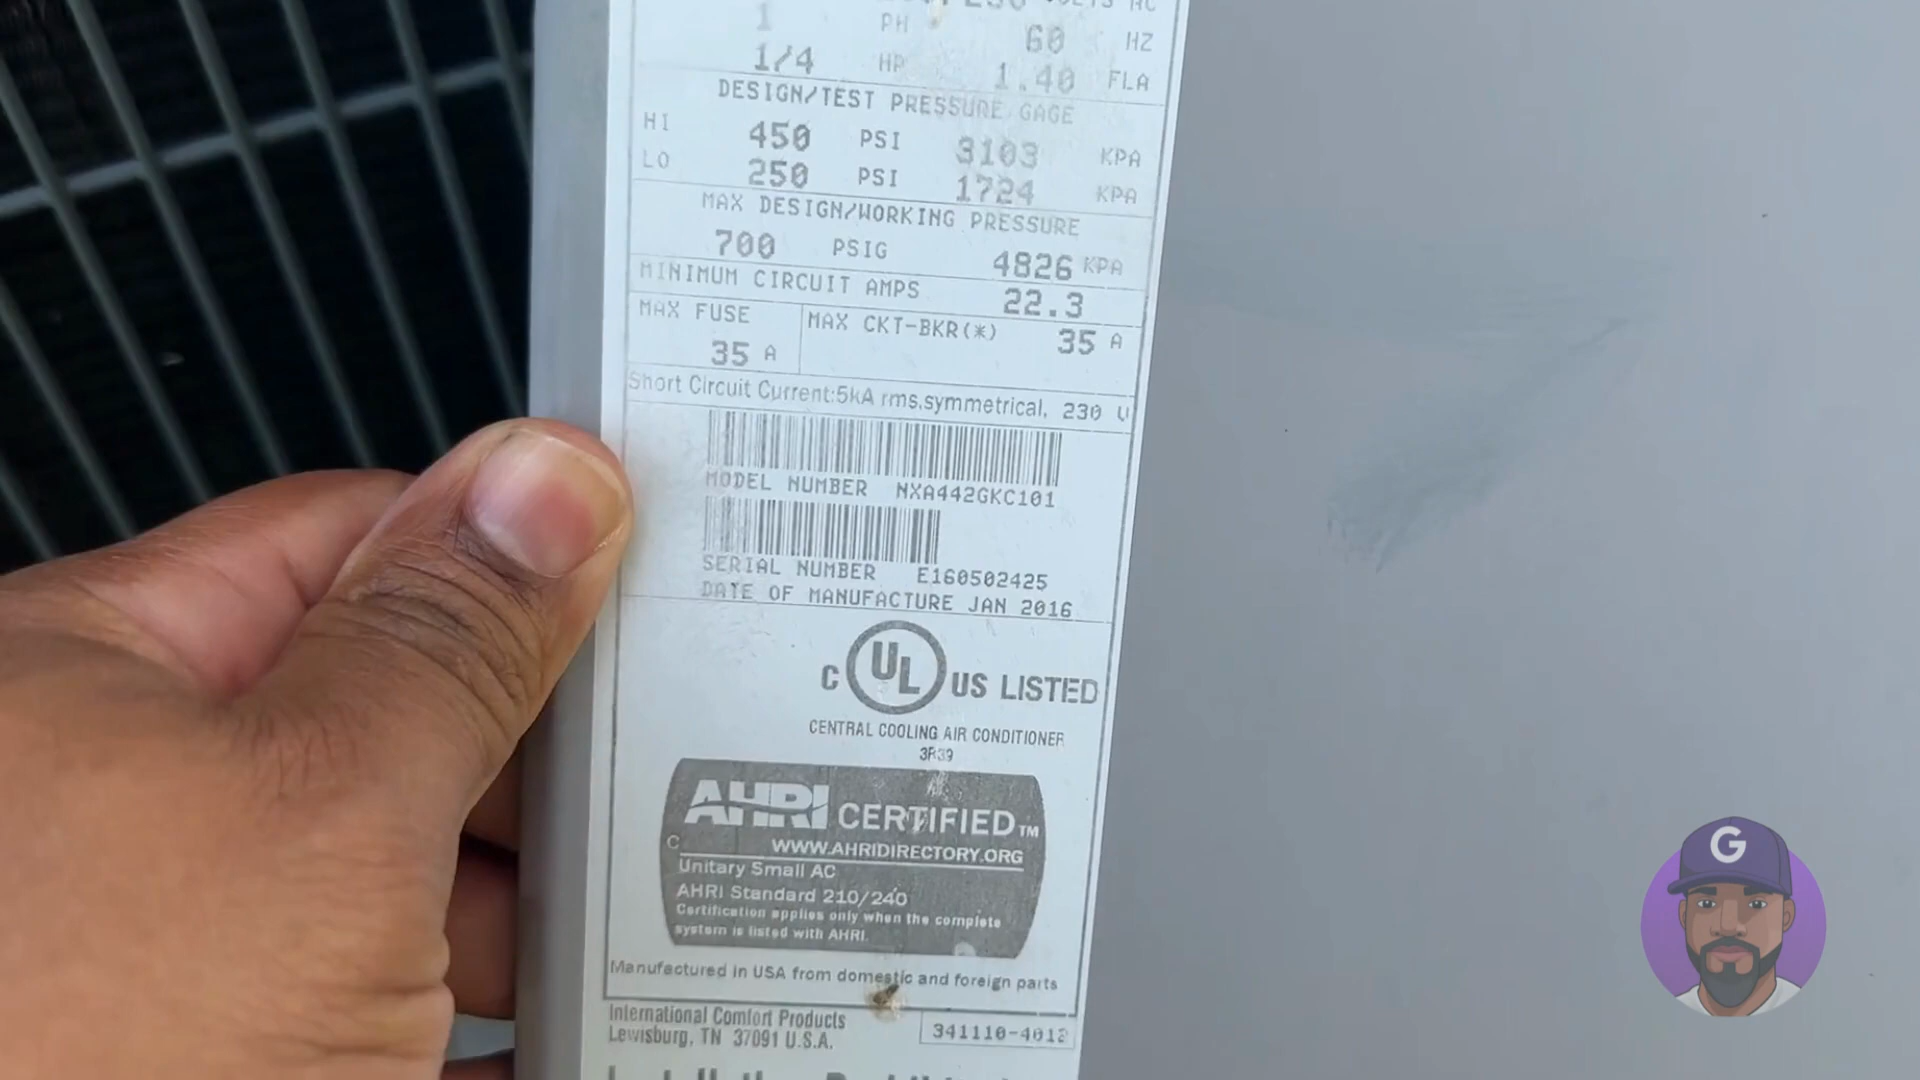 1 PH 60 HZ
1/4 HP 1.40 FLA
DESIGN/TEST PRESSURE GAGE
HI 450 PSI 3103 KPA
LO 250 PSI 1724 KPA
MAX DESIGN/WORKING PRESSURE
700 PSIG 4826 KPA
MINIMUM CIRCUIT AMPS 22.3
MAX FUSE MAX CKT-BKR(*) 35 A
35 A
Short Circuit Current:5kA rms,symmetrical, 230 V
MODEL NUMBER NXA442GKC101
SERIAL NUMBER E160502425
DATE OF MANUFACTURE JAN 2016
C UL US LISTED
CENTRAL COOLING AIR CONDITIONER
3R39
AHRI CERTIFIED TM
C
WWW.AHRIDIRECTORY.ORG
Unitary Small AC
AHRI Standard 210/240
Certification applies only when the complete
system is listed with AHRI.
Manufactured in USA from domestic and foreign parts
International Comfort Products
Lewisburg, TN 37091 U.S.A.
341110-4012
G